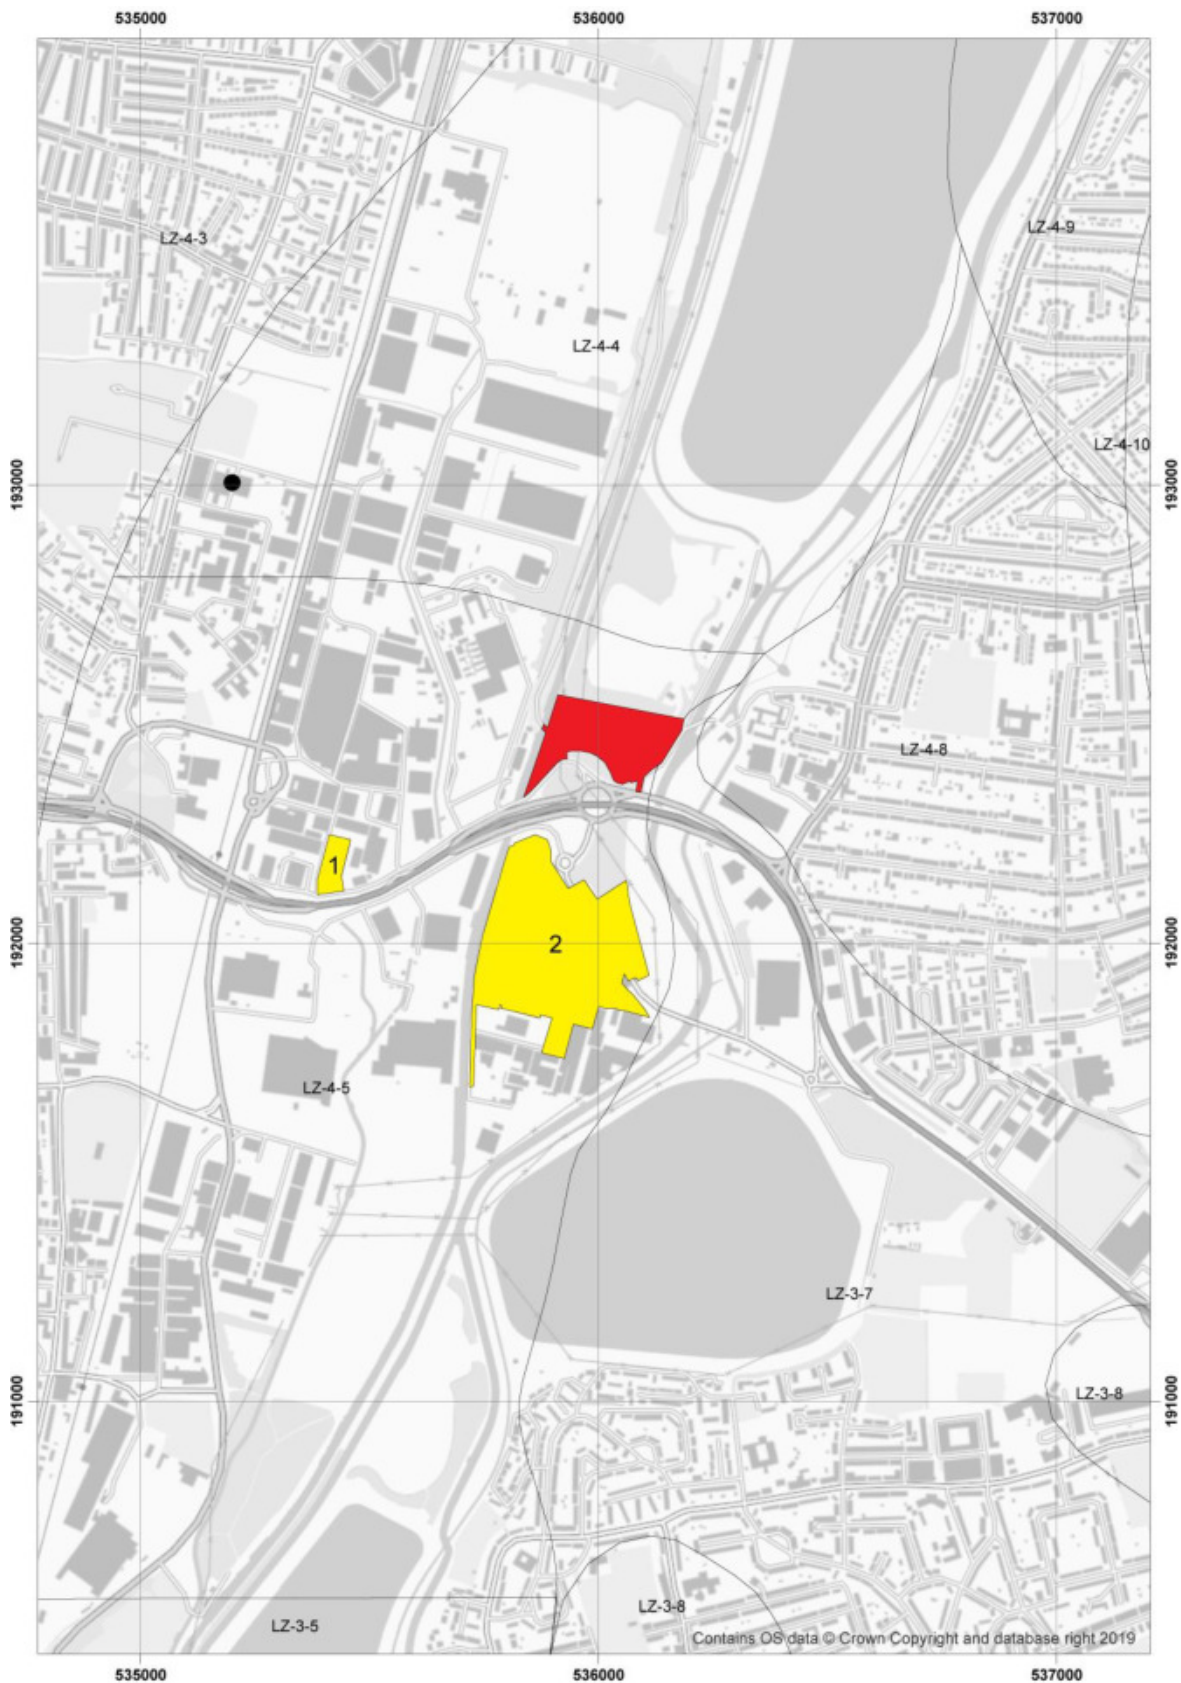 535000 536000 537000
LZ-4-9
LZ-4-3
LZ-4-4
LZ-4-10
193000 193000
LZ-4-8
1
192000 2 192000
LZ-4-5
LZ-3-7
LZ-3-8
191000 191000
LZ-3-8
LZ-3-5
Contains OS data © Crown Copyright and database right 2019
535000 536000 537000